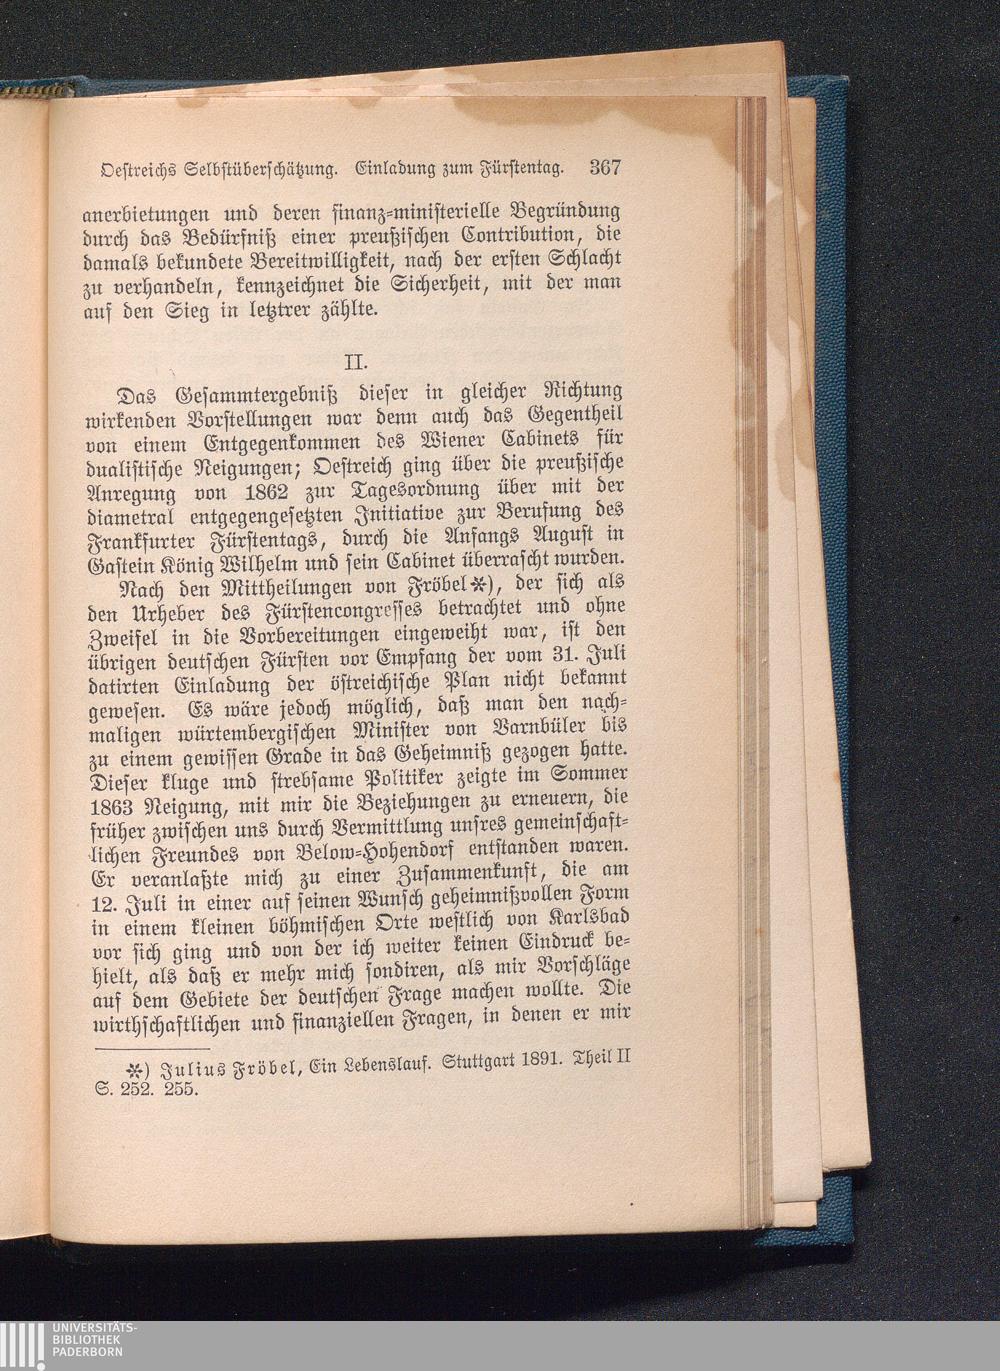 Oestreichs Selbstüberschätzung. Einladung zum Fürstentag. 367
anerbietungen und deren finanz-ministerielle Begründung
durch das Bedürfniß einer preußischen Contribution, die
damals bekundete Bereitwilligkeit, nach der ersten Schlacht
zu verhandeln, kennzeichnet die Sicherheit, mit der man
auf den Sieg in letztrer zählte.
II.
Das Gesammtergebniß dieser in gleicher Richtung
wirkenden Vorstellungen war denn auch das Gegentheil
von einem Entgegenkommen des Wiener Cabinets für
dualistische Neigungen; Oestreich ging über die preußische
Anregung von 1862 zur Tagesordnung über mit der
diametral entgegengesetzten Initiative zur Berufung des
Frankfurter Fürstentags, durch die Anfangs August in
Gastein König Wilhelm und sein Cabinet überrascht wurden.
Nach den Mittheilungen von Fröbel*), der sich als
den Urheber des Fürstencongresses betrachtet und ohne
Zweifel in die Vorbereitungen eingeweiht war, ist den
übrigen deutschen Fürsten vor Empfang der vom 31. Juli
datirten Einladung der östreichische Plan nicht bekannt
gewesen. Es wäre jedoch möglich, daß man den nach-
maligen würtembergischen Minister von Varnbüler bis
zu einem gewissen Grade in das Geheimniß gezogen hatte.
Dieser kluge und strebsame Politiker zeigte im Sommer
1863 Neigung, mit mir die Beziehungen zu erneuern, die
früher zwischen uns durch Vermittlung unsres gemeinschaft-
lichen Freundes von Below-Hohendorf entstanden waren.
Er veranlaßte mich zu einer Zusammenkunft, die am
12. Juli in einer auf seinen Wunsch geheimnißvollen Form
in einem kleinen böhmischen Orte westlich von Karlsbad
vor sich ging und von der ich weiter keinen Eindruck be-
hielt, als daß er mehr mich sondiren, als mir Vorschläge
auf dem Gebiete der deutschen Frage machen wollte. Die
wirthschaftlichen und finanziellen Fragen, in denen er mir
*) Julius Fröbel, Ein Lebenslauf. Stuttgart 1891. Theil II
S. 252. 255.
UNIVERSITÄTS-
BIBLIOTHEK
PADERBORN